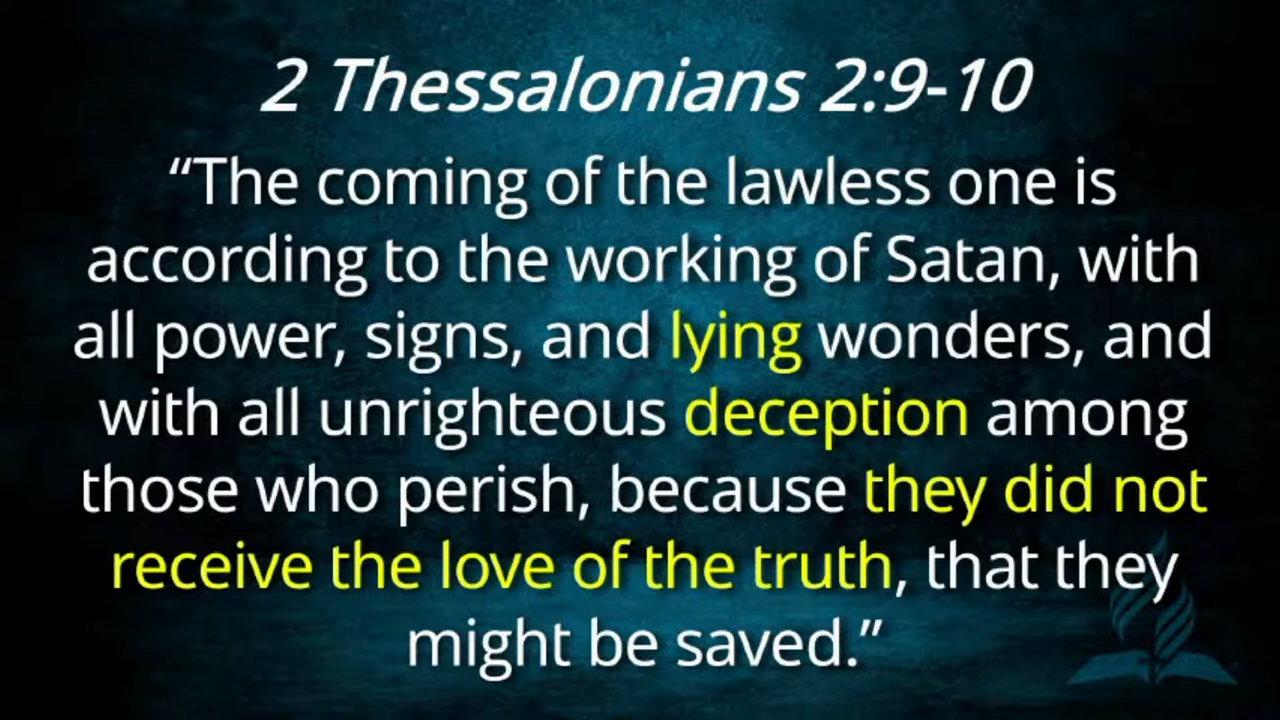 2 Thessalonians 2:9-10
“The coming of the lawless one is
according to the working of Satan, with
all power, signs, and lying wonders, and
with all unrighteous deception among
those who perish, because they did not
receive the love of the truth, that they
might be saved.”